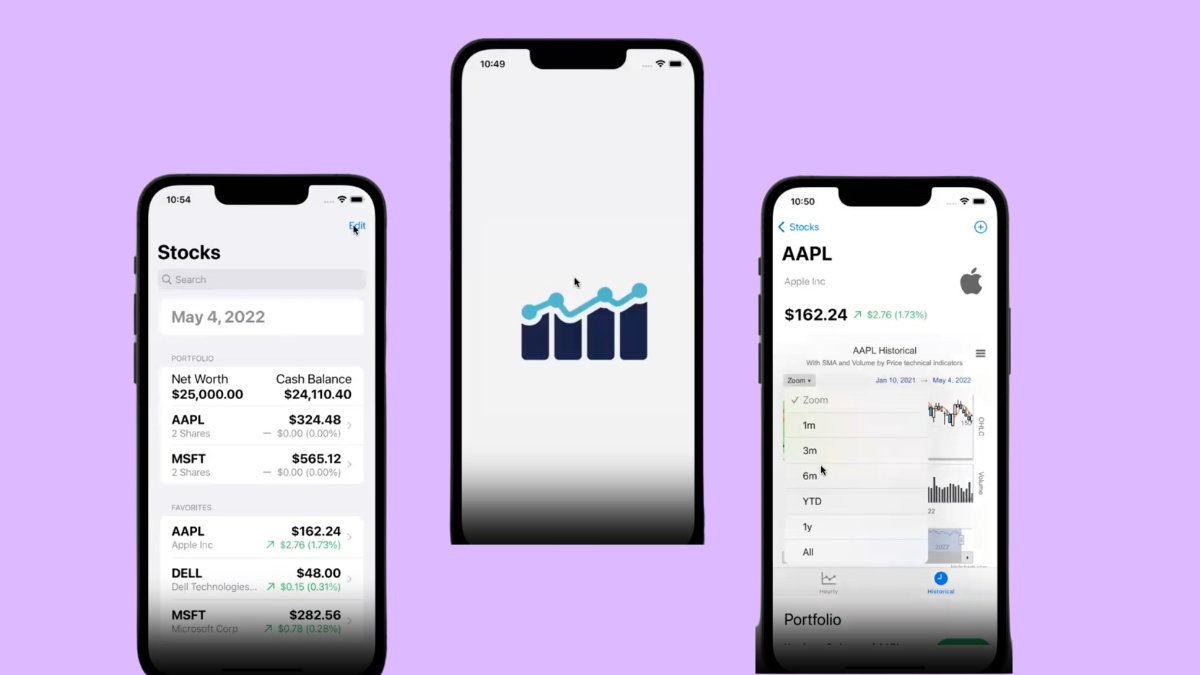 10:54
Edit
Stocks
Search
May 4, 2022
PORTFOLIO
Net Worth Cash Balance
$25,000.00 $24,110.40
AAPL $324.48
2 Shares — $0.00 (0.00%)
MSFT $565.12
2 Shares — $0.00 (0.00%)
FAVORITES
AAPL $162.24
Apple Inc $2.76 (1.73%)
DELL $48.00
Dell Technologies... $0.15 (0.31%)
MSFT $282.56
Microsoft Corp $0.78 (0.28%)
10:49
10:50
Stocks
AAPL
Apple Inc
$162.24 $2.76 (1.73%)
AAPL Historical
With SMA and Volume by Price technical indicators
Zoom Jan 10, 2021 → May 4, 2022
Zoom
1m
3m
6m
YTD
1y
All
150
OHLC
Volume
22
2022
Hourly Historical
Portfolio